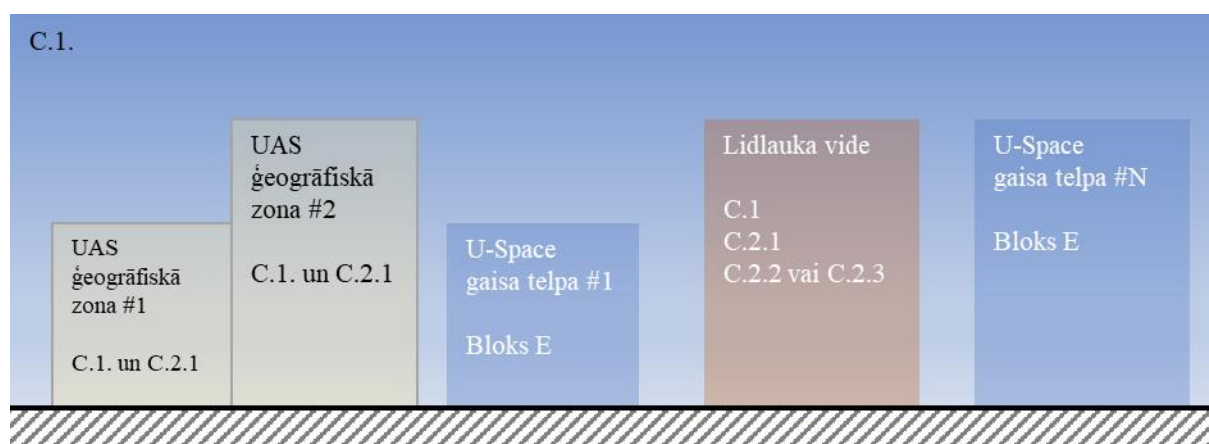 C.1.
UAS
ģeogrāfiskā
zona #1
C.1. un C.2.1
UAS
ģeogrāfiskā
zona #2
C.1. un C.2.1
U-Space
gaisa telpa #1
Bloks E
Lidlauka vide
C.1
C.2.1
C.2.2 vai C.2.3
U-Space
gaisa telpa #N
Bloks E